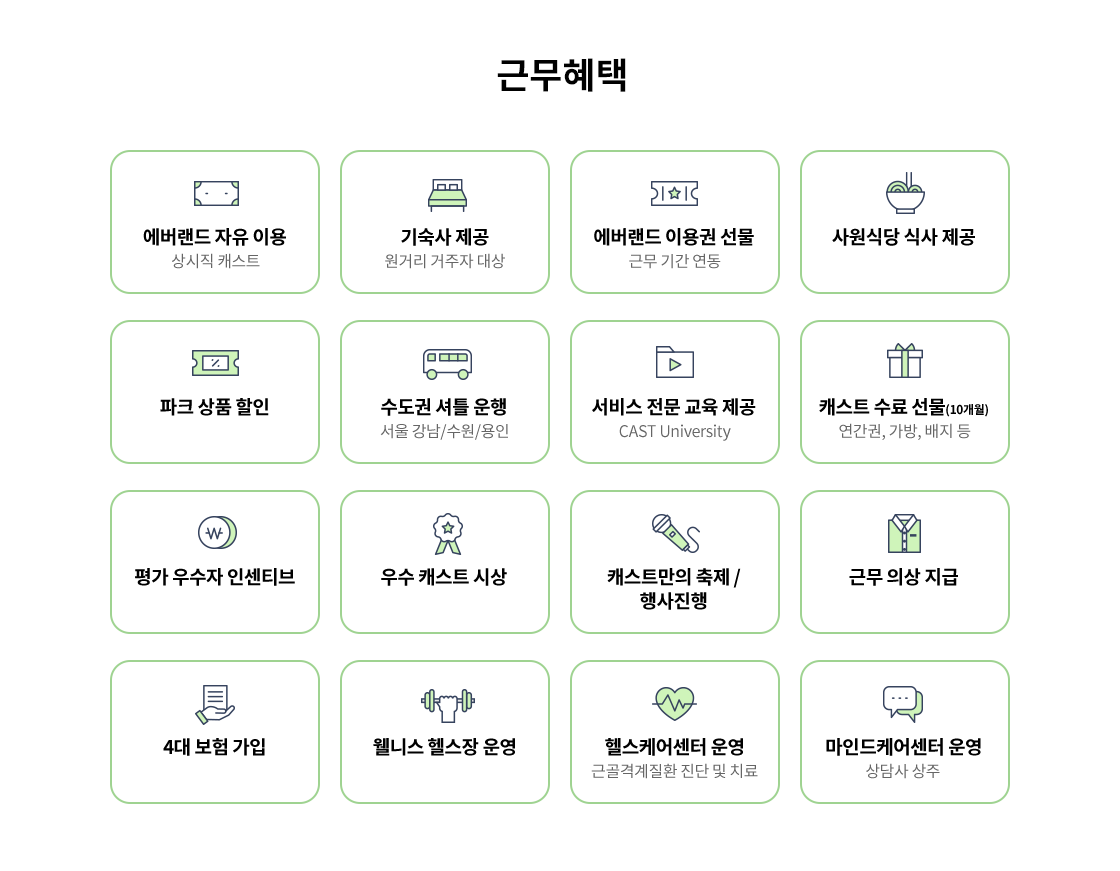 근무혜택
에버랜드 자유 이용
상시직 캐스트
기숙사 제공
원거리 거주자 대상
에버랜드 이용권 선물
근무 기간 연동
사원식당 식사 제공
파크 상품 할인
수도권 셔틀 운행
서울 강남/수원/용인
서비스 전문 교육 제공
CAST University
캐스트 수료 선물(10개월)
연간권, 가방, 배지 등
평가 우수자 인센티브
우수 캐스트 시상
캐스트만의 축제 /
행사진행
근무 의상 지급
4대 보험 가입
웰니스 헬스장 운영
헬스케어센터 운영
근골격계질환 진단 및 치료
마인드케어센터 운영
상담사 상주